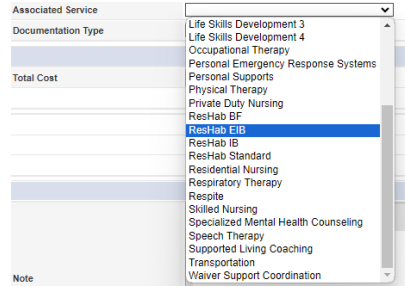 Associated Service
Life Skills Development 3
Documentation Type
Life Skills Development 4
Occupational Therapy
Personal Emergency Response Systems
Total Cost
Personal Supports
Physical Therapy
Private Duty Nursing
ResHab BF
ResHab EIB
ResHab IB
ResHab Standard
Residential Nursing
Respiratory Therapy
Respite
Skilled Nursing
Specialized Mental Health Counseling
Speech Therapy
Supported Living Coaching
Transportation
Note
Waiver Support Coordination